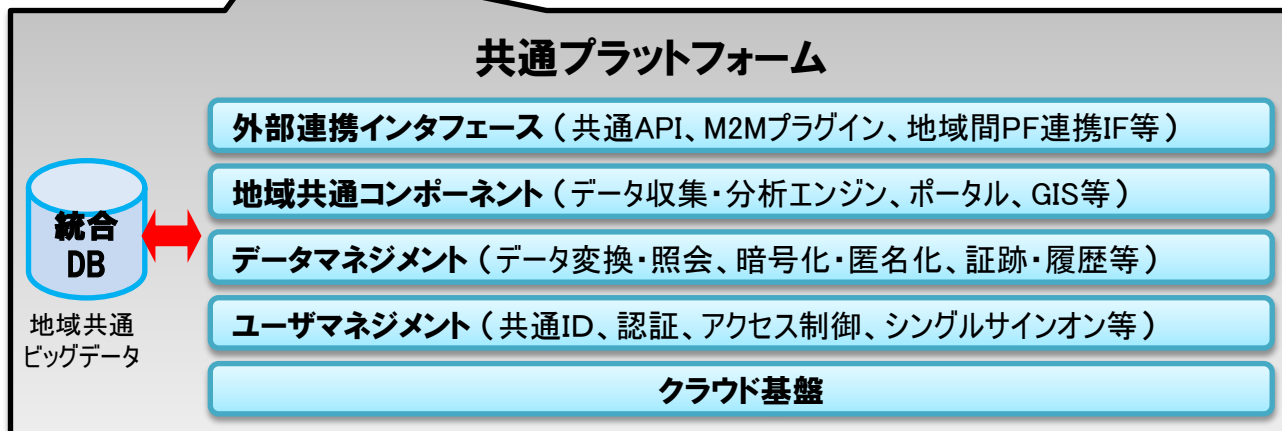 共通プラットフォーム
外部連携インタフェース（共通API、M2Mプラグイン、地域間PF連携IF等）
地域共通コンポーネント（データ収集・分析エンジン、ポータル、GIS等）
統合
DB
データマネジメント（データ変換・照会、暗号化・匿名化、証跡・履歴等）
ユーザマネジメント（共通ID、認証、アクセス制御、シングルサインオン等）
地域共通
ビッグデータ
クラウド基盤